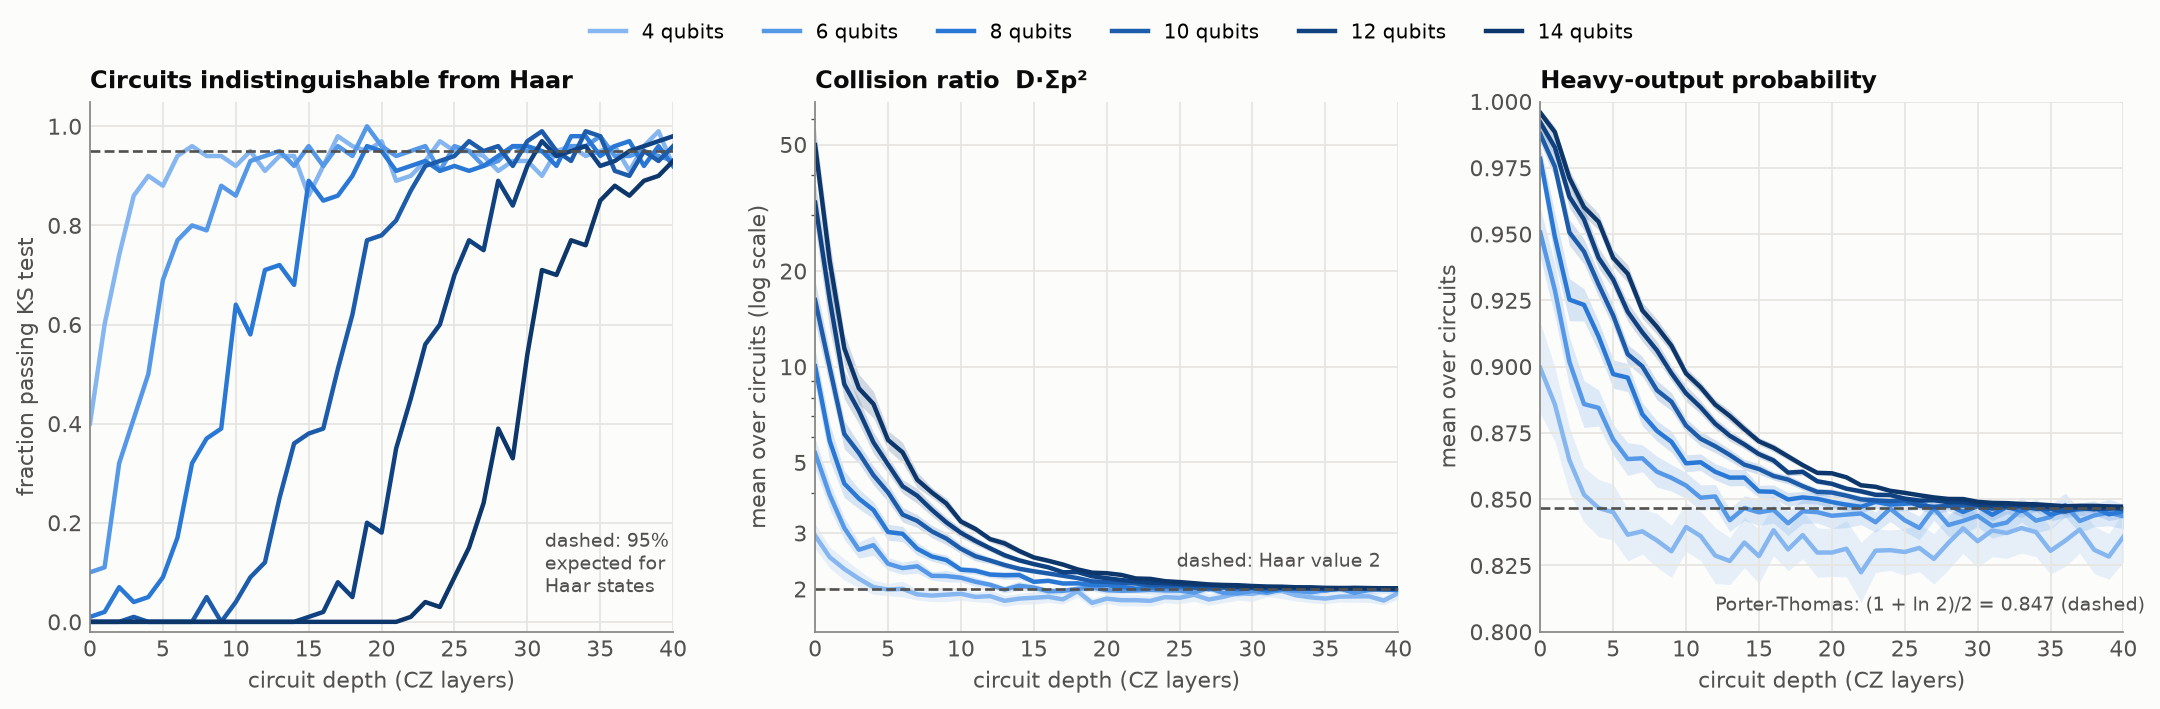 4 qubits 6 qubits 8 qubits 10 qubits 12 qubits 14 qubits
Circuits indistinguishable from Haar
fraction passing KS test
1.0
0.8
0.6
0.4
0.2
0.0
dashed: 95%
expected for
Haar states
0 5 10 15 20 25 30 35 40
circuit depth (CZ layers)
Collision ratio D·Σp²
mean over circuits (log scale)
50
20
10
5
3
2
dashed: Haar value 2
0 5 10 15 20 25 30 35 40
circuit depth (CZ layers)
Heavy-output probability
mean over circuits
1.000
0.975
0.950
0.925
0.900
0.875
0.850
0.825
0.800
Porter-Thomas: (1 + ln 2)/2 = 0.847 (dashed)
0 5 10 15 20 25 30 35 40
circuit depth (CZ layers)